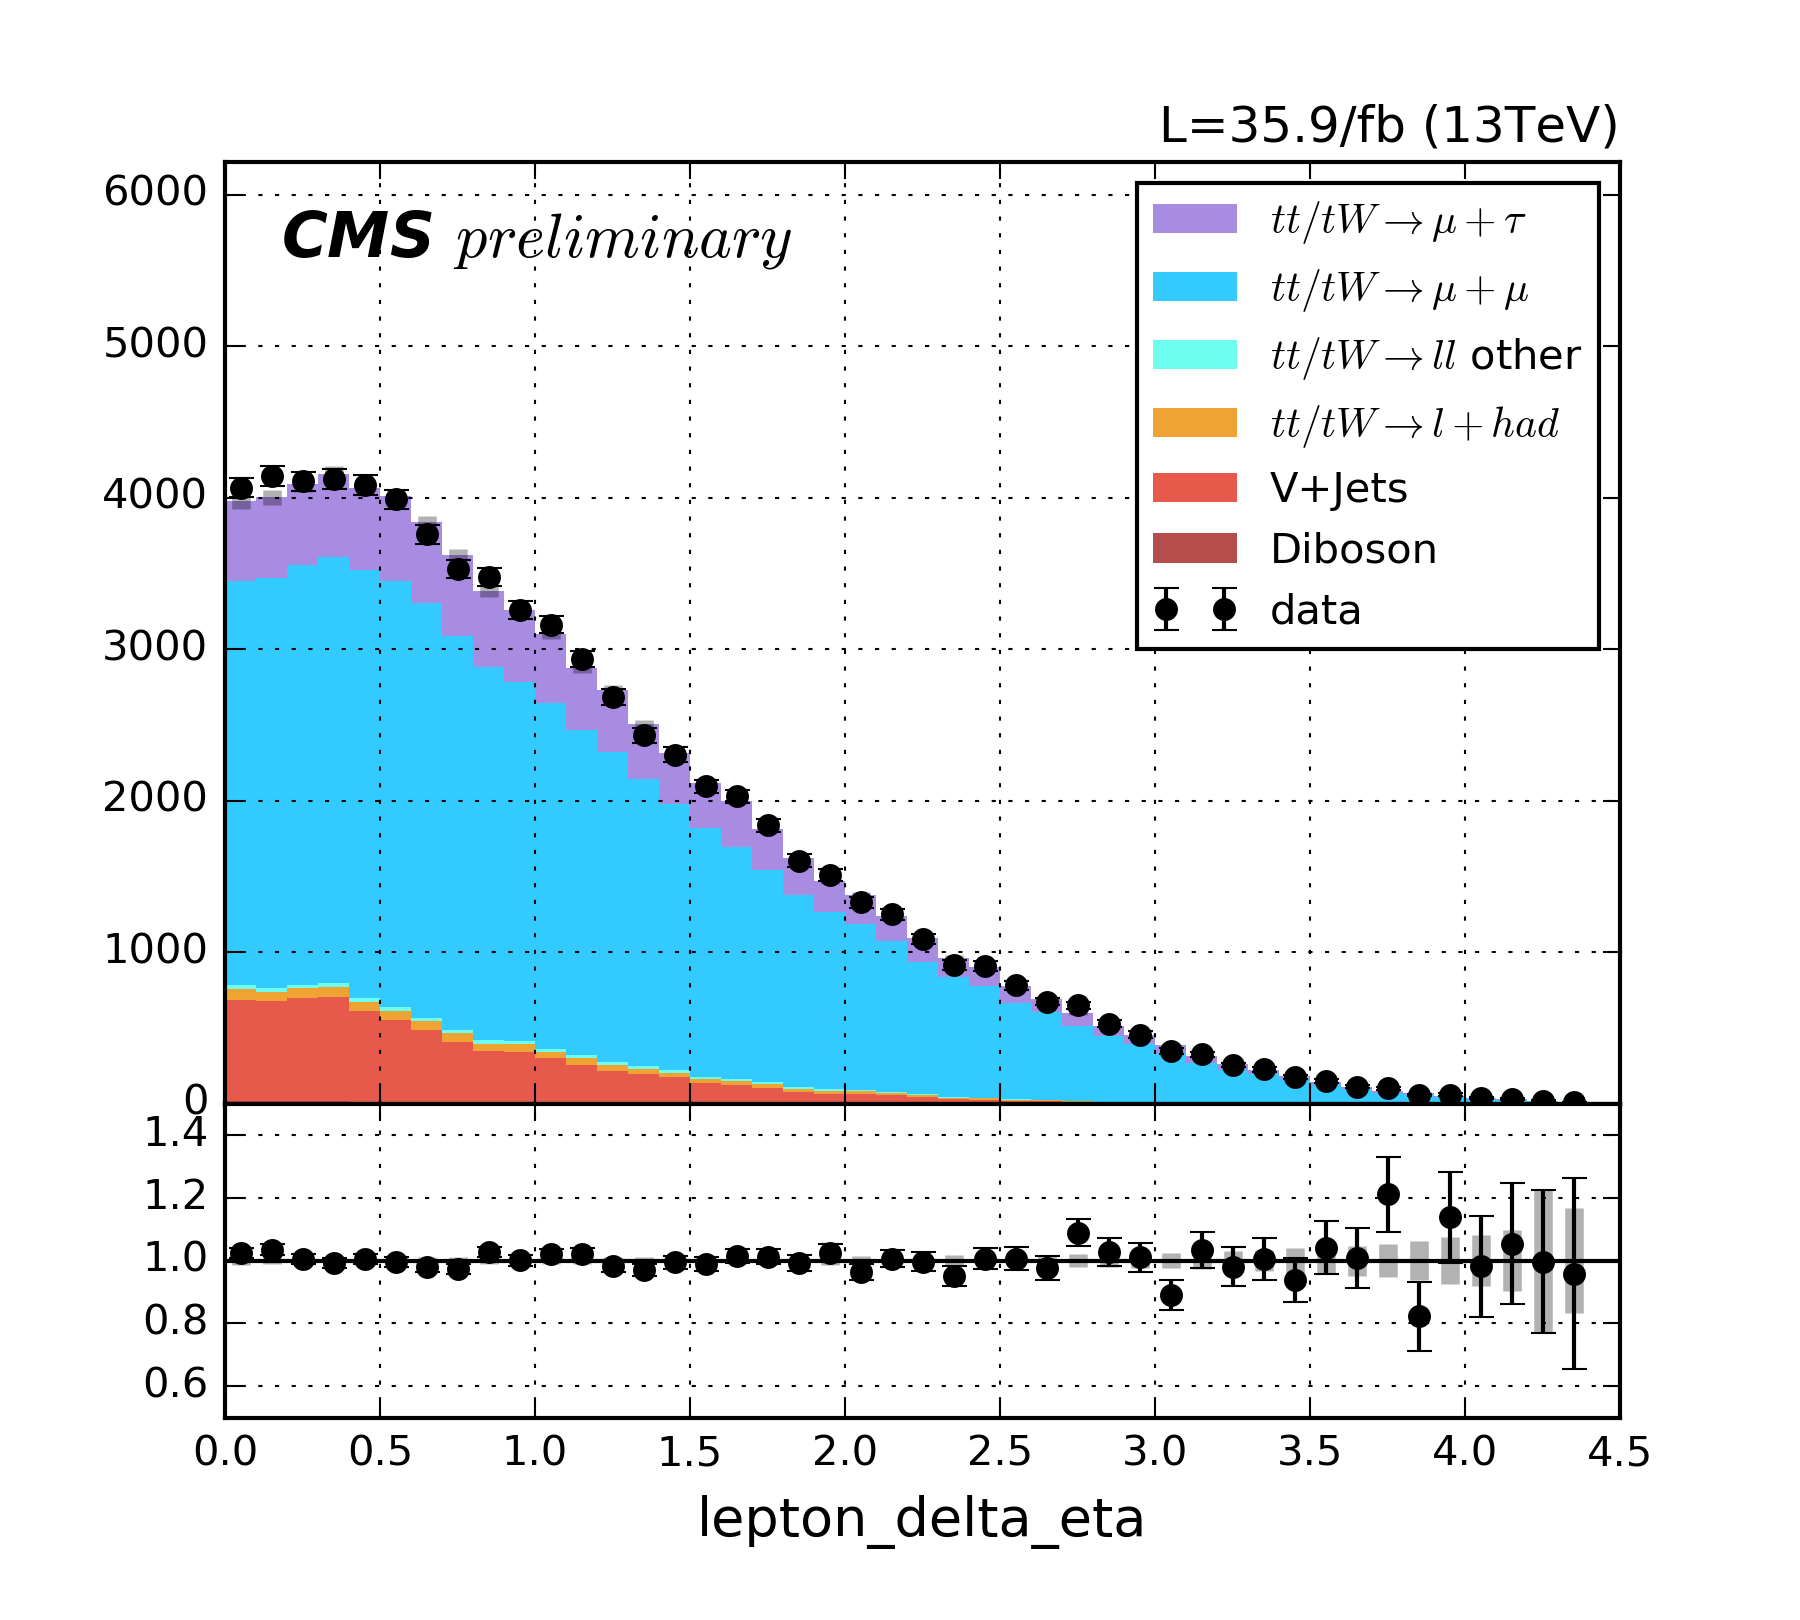 L=35.9/fb (13TeV)
6000
CMS preliminary
tt/tW → μ + τ
tt/tW → μ + μ
tt/tW → ll other
tt/tW → l + had
V+Jets
Diboson
data
5000
4000
3000
2000
1000
0
1.4
1.2
1.0
0.8
0.6
0.0 0.5 1.0 1.5 2.0 2.5 3.0 3.5 4.0 4.5
lepton_delta_eta